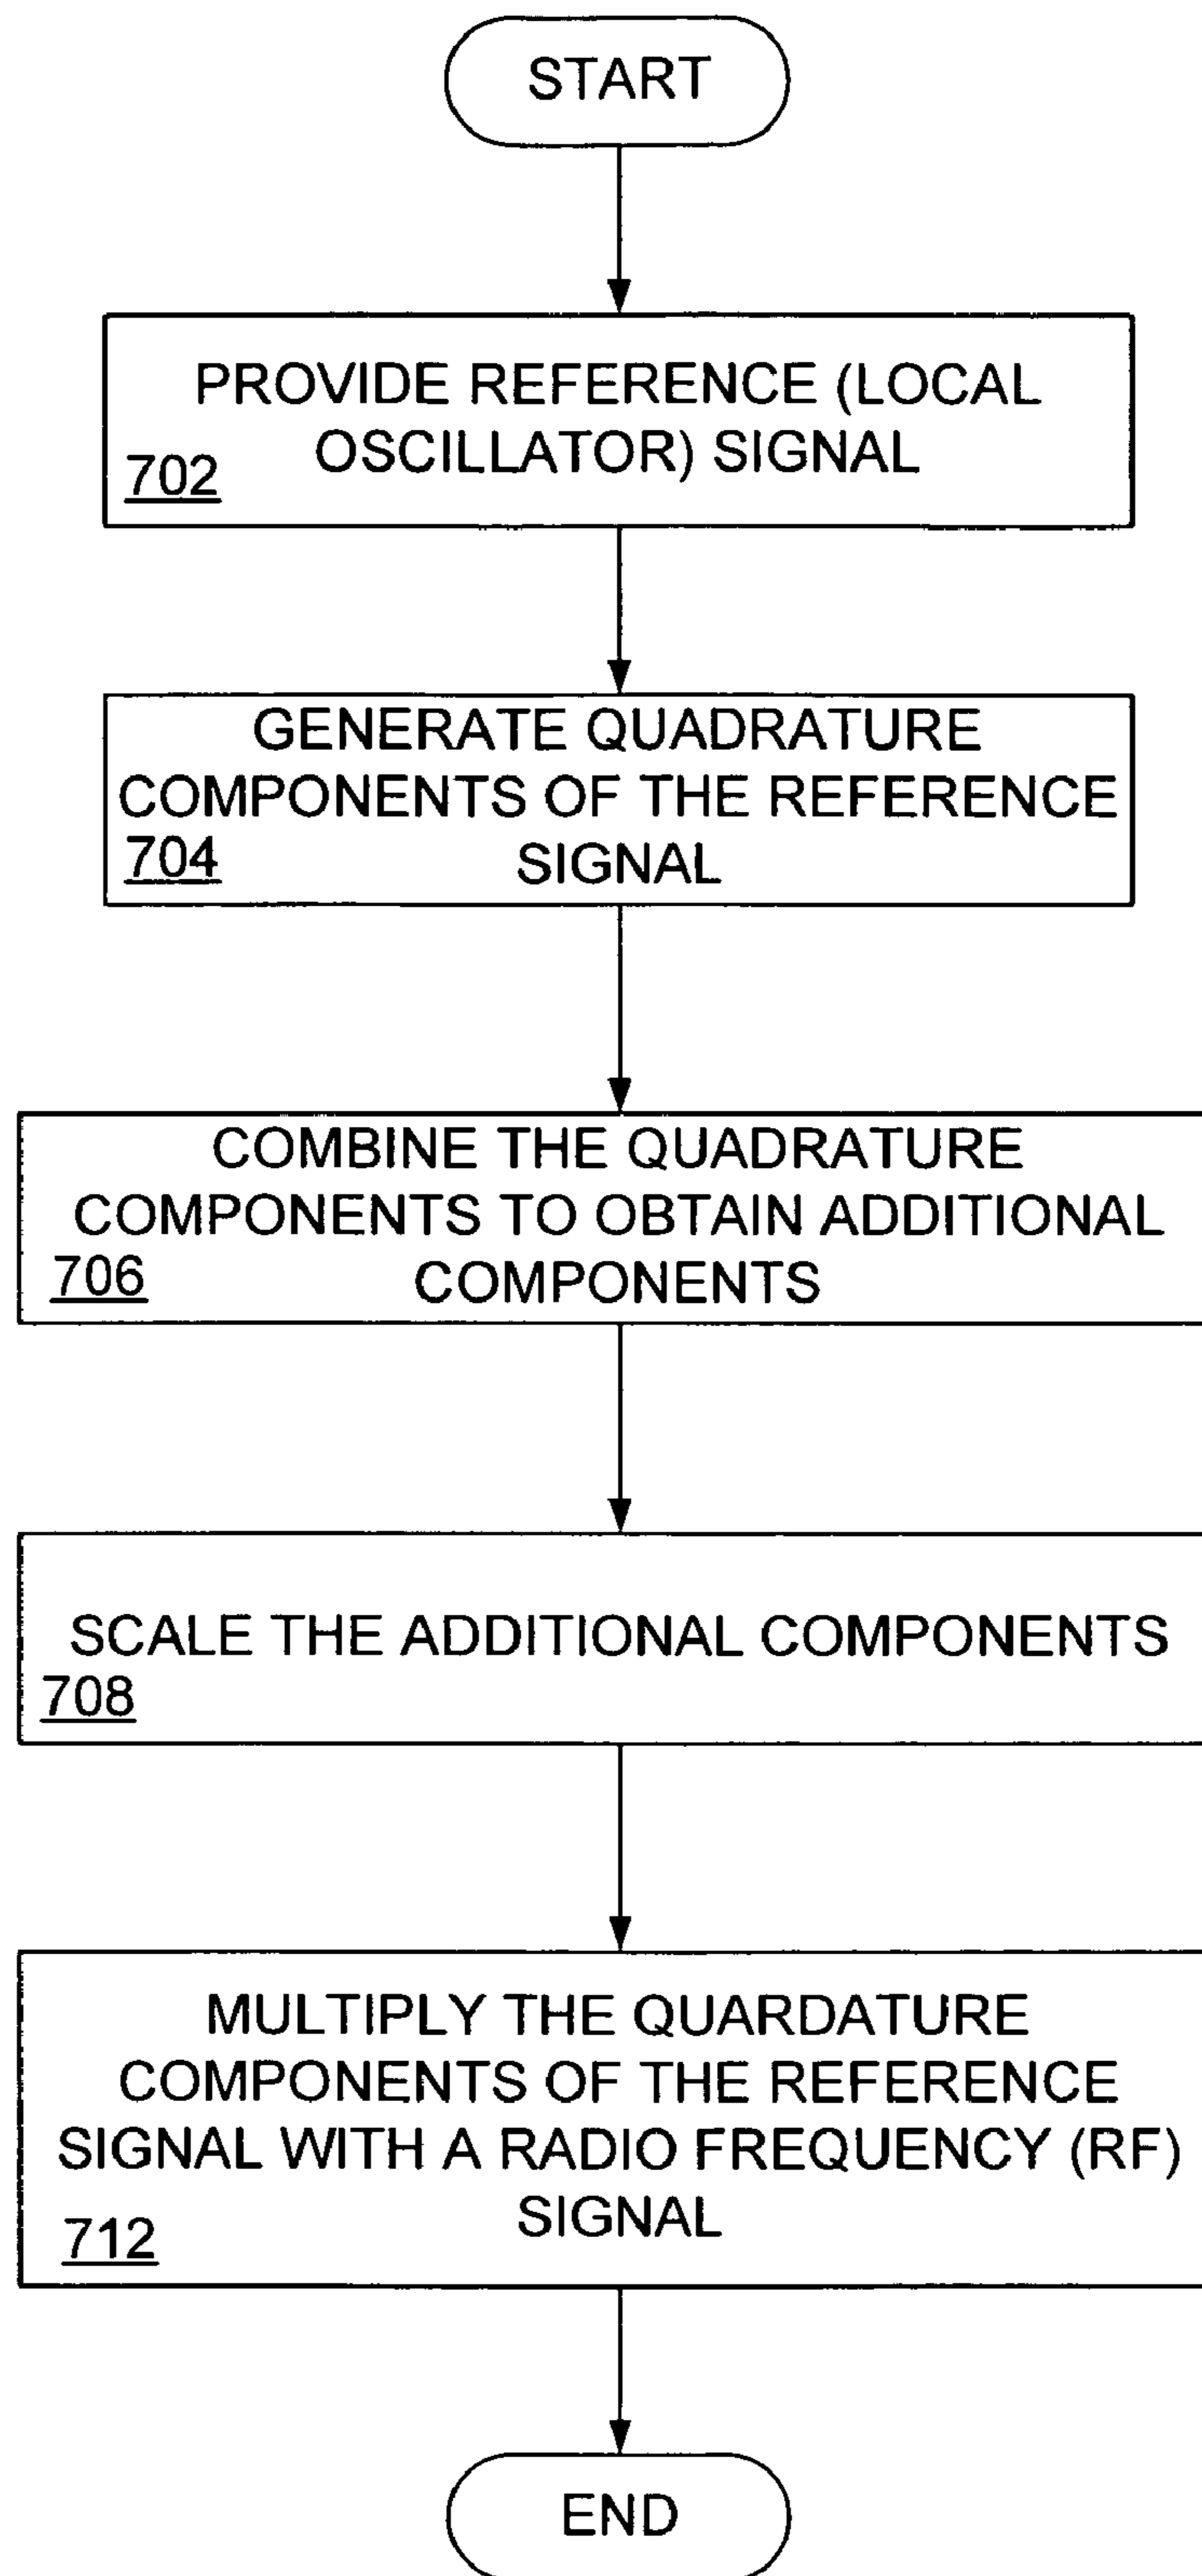 START
PROVIDE REFERENCE (LOCAL
OSCILLATOR) SIGNAL
702
GENERATE QUADRATURE
COMPONENTS OF THE REFERENCE
SIGNAL
704
COMBINE THE QUADRATURE
COMPONENTS TO OBTAIN ADDITIONAL
COMPONENTS
706
SCALE THE ADDITIONAL COMPONENTS
708
MULTIPLY THE QUARDATURE
COMPONENTS OF THE REFERENCE
SIGNAL WITH A RADIO FREQUENCY (RF)
SIGNAL
712
END